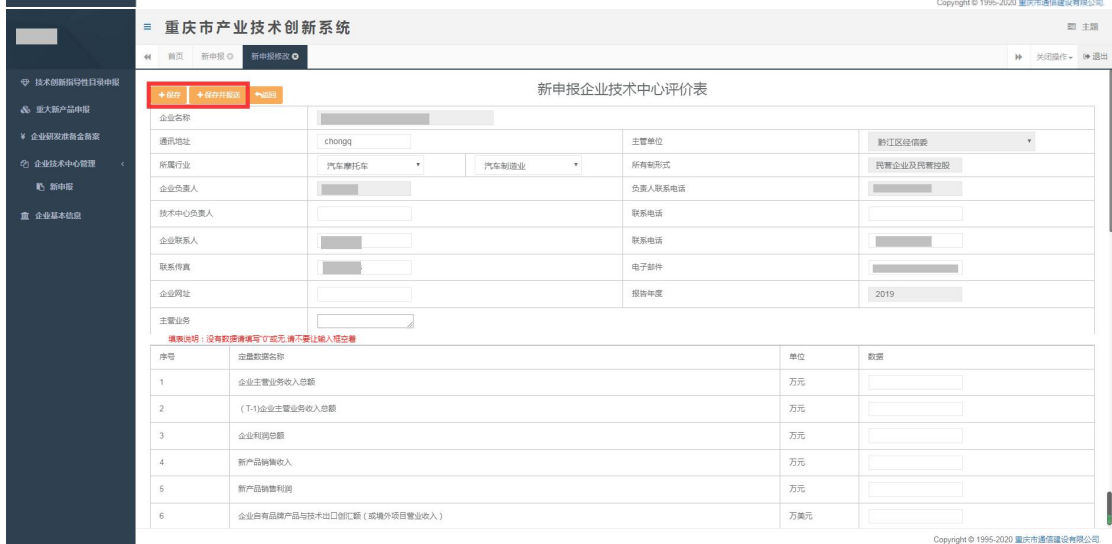 Copyright © 1995-2020 重庆市通信建设有限公司.
≡ 重庆市产业技术创新系统 主题
首页 新申报 新申报修改 关闭操作 退出
技术创新指导性目录申报
重大新产品申报
¥ 企业研发准备金备案
企业技术中心管理
新申报
企业基本信息
+保存 +保存并报送 返回
新申报企业技术中心评价表
企业名称
通讯地址 chongq 主管单位 黔江区经信委
所属行业 汽车摩托车 汽车制造业 所有制形式 民营企业及民营控股
企业负责人 负责人联系电话
技术中心负责人 联系电话
企业联系人 联系电话
联系传真 电子邮件
企业网址 报告年度 2019
主营业务
填表说明：没有数据请填写“0”或无,请不要让输入框空着
序号 定量数据名称 单位 数据
1 企业主营业务收入总额 万元
2 （T-1)企业主营业务收入总额 万元
3 企业利润总额 万元
4 新产品销售收入 万元
5 新产品销售利润 万元
6 企业自有品牌产品与技术出口创汇额（或境外项目营业收入） 万美元
Copyright © 1995-2020 重庆市通信建设有限公司.